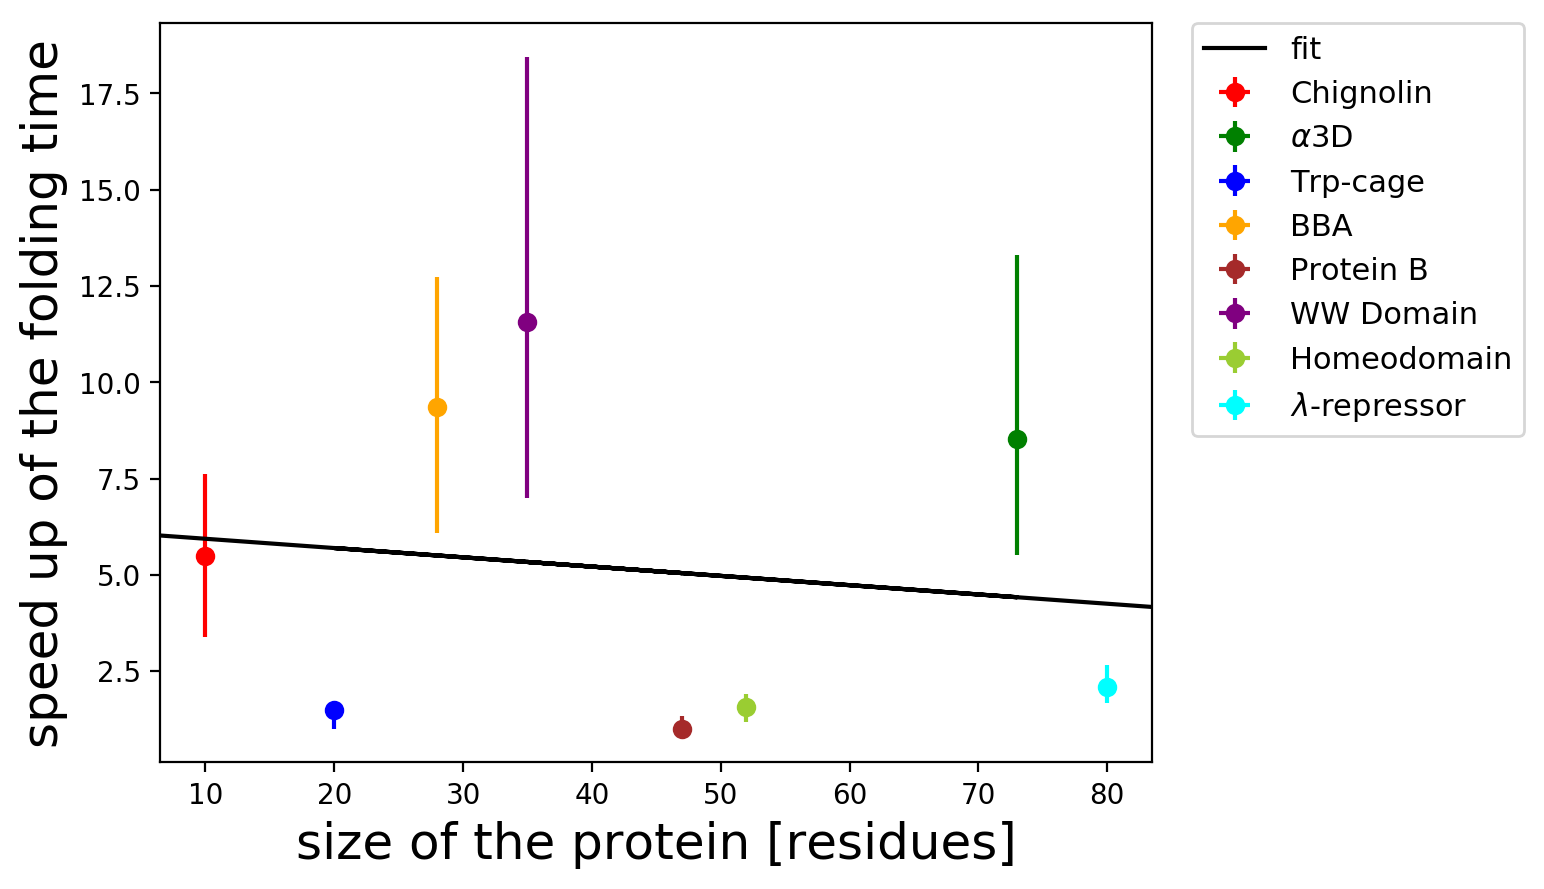 speed up of the folding time
17.5
15.0
12.5
10.0
7.5
5.0
2.5
10 20 30 40 50 60 70 80
size of the protein [residues]
fit
Chignolin
α3D
Trp-cage
BBA
Protein B
WW Domain
Homeodomain
λ-repressor